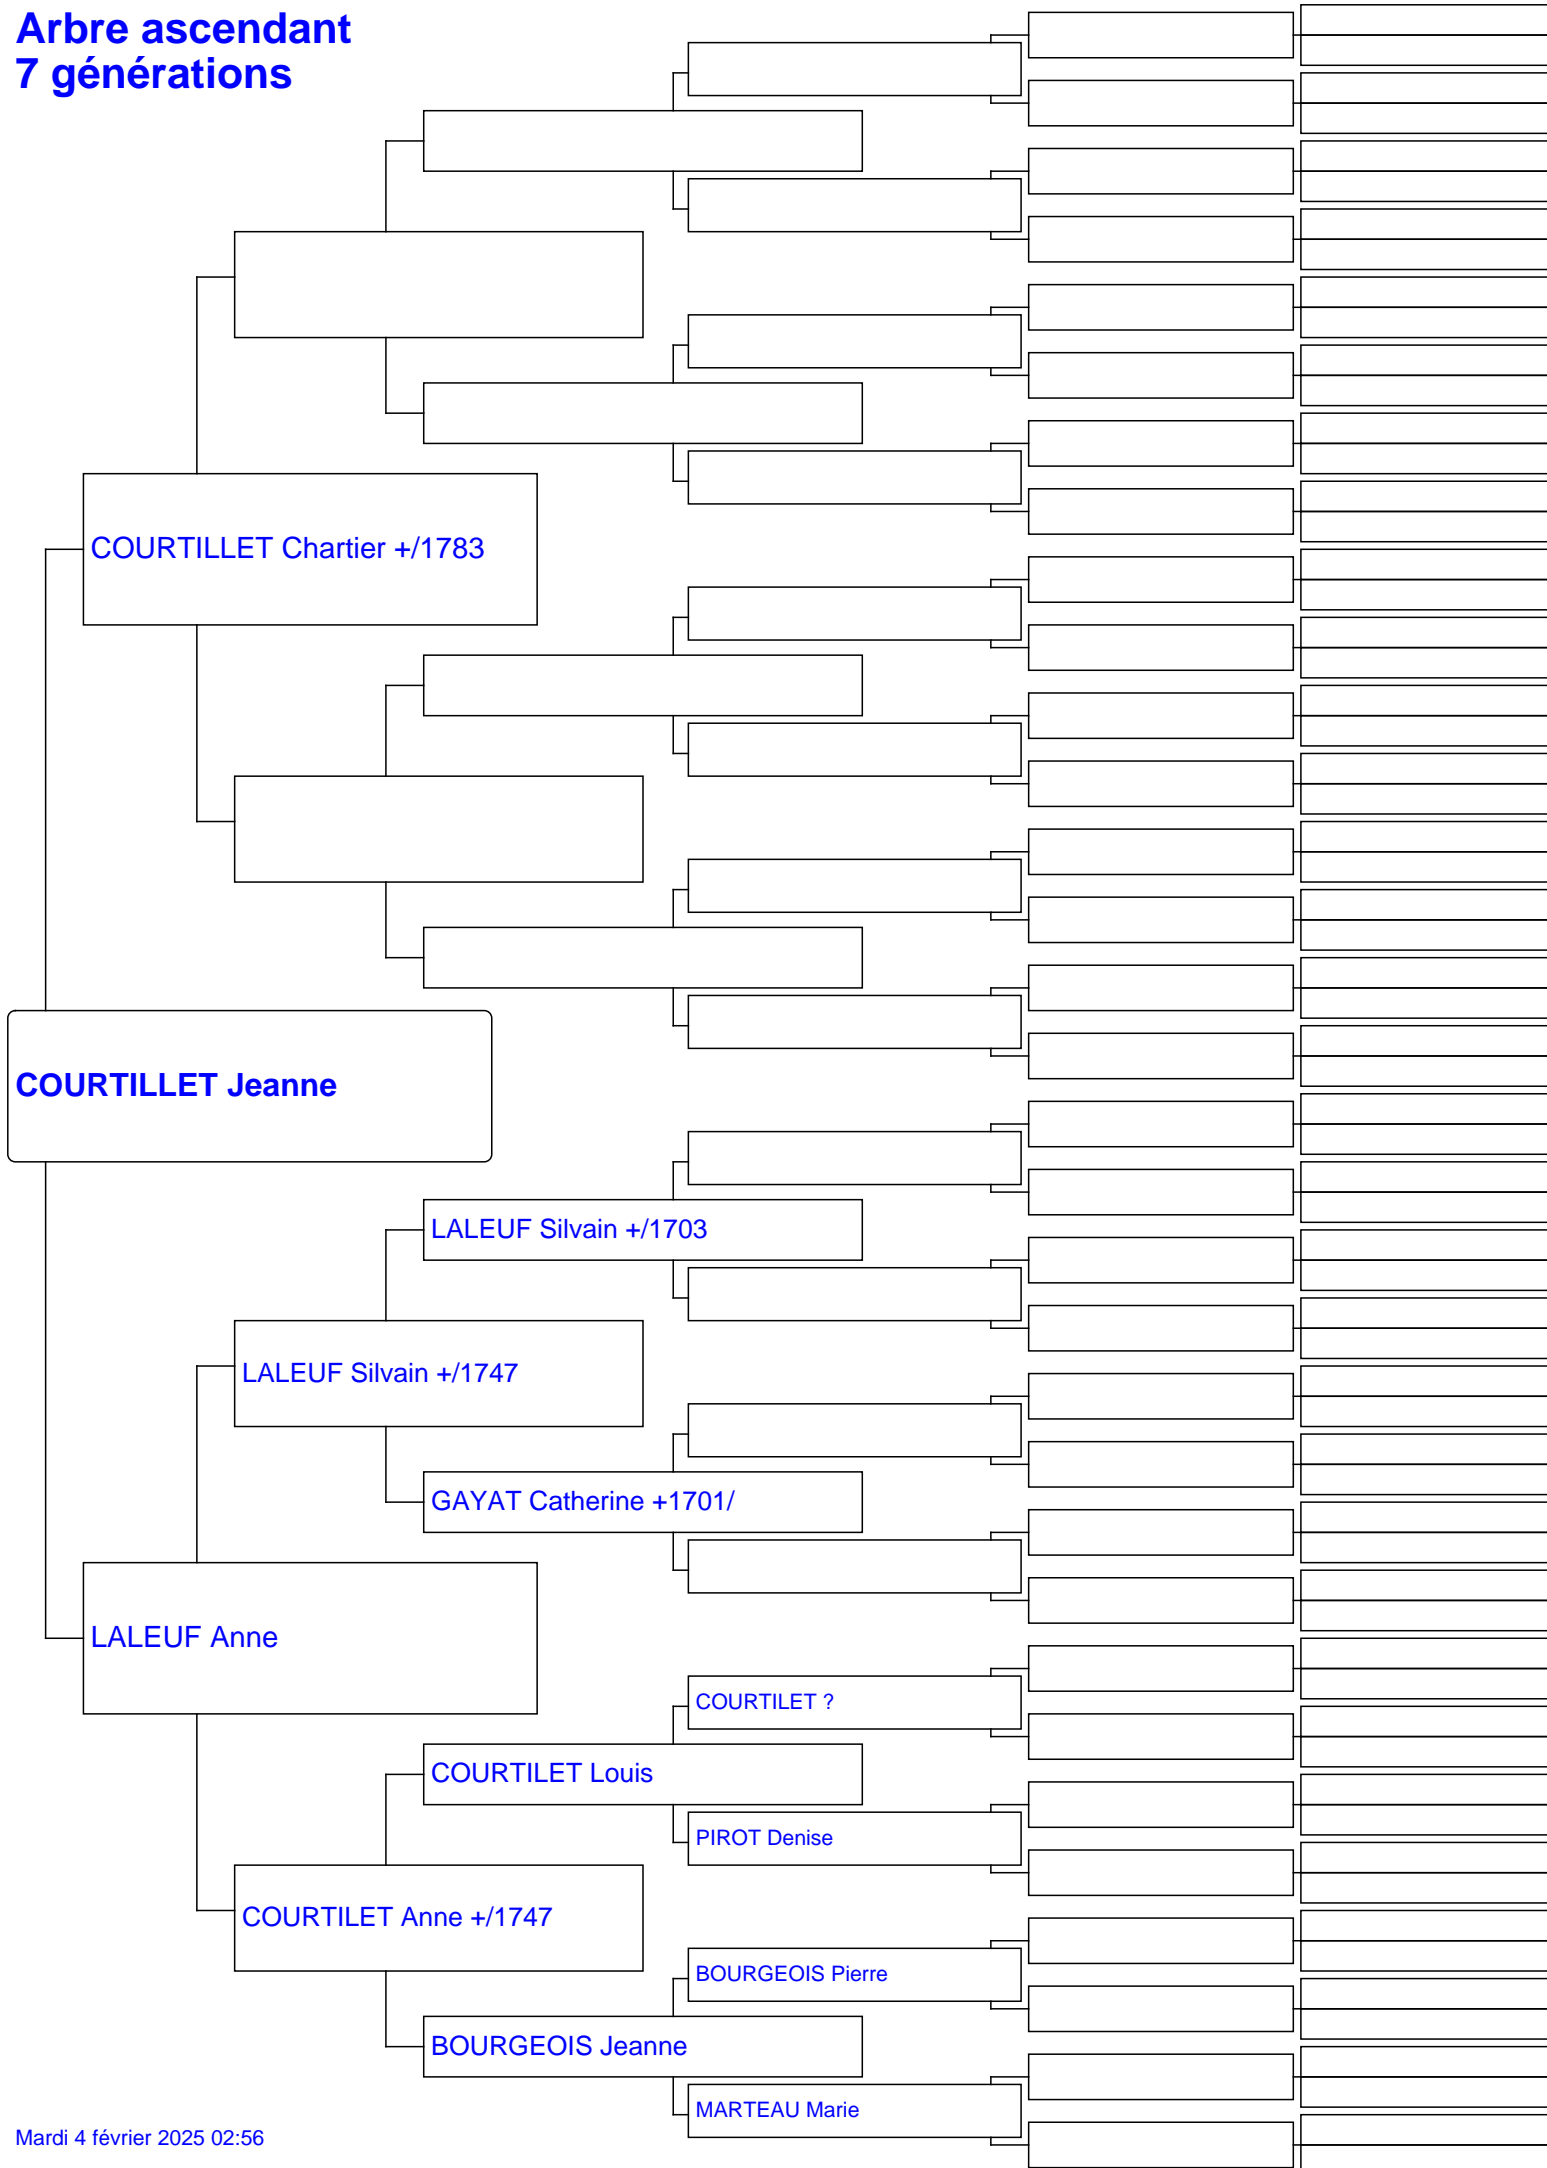 Arbre ascendant
7 générations
COURTILLET Chartier +/1783
COURTILLET Jeanne
LALEUF Silvain +/1703
LALEUF Silvain +/1747
GAYAT Catherine +1701/
LALEUF Anne
COURTILET ?
COURTILET Louis
PIROT Denise
COURTILET Anne +/1747
BOURGEOIS Pierre
BOURGEOIS Jeanne
MARTEAU Marie
Mardi 4 février 2025 02:56